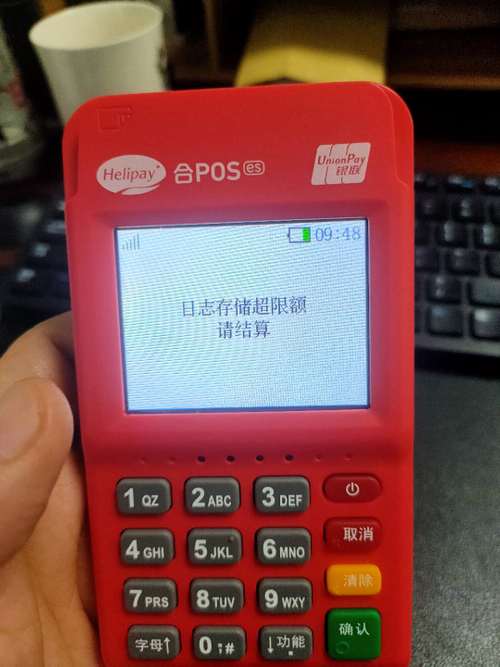 Helipay
合POS es
UnionPay
银联
09:48
日志存储超限额
请结算
1 QZ
2 ABC
3 DEF
4 GHI
5 JKL
6 MNO
取消
清除
7 PRS
8 TUV
9 WXY
确认
字母↑
0 ;#
↓功能